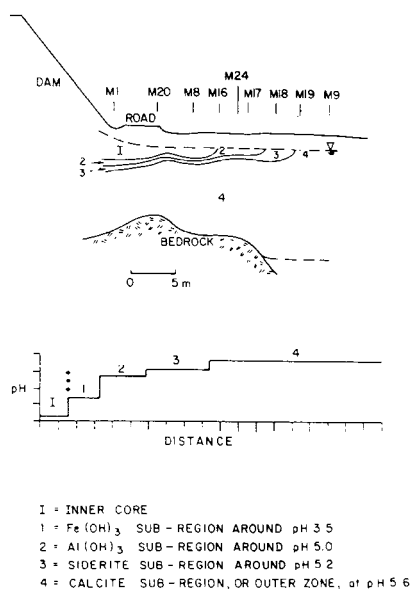 DAM
M1
M20
M8
M16
M24
M17
M18
M19
M9
ROAD
I
2
3
4
2
3
4
BEDROCK
0 5 m
pH
I
1
2
3
4
DISTANCE
I = INNER CORE
1 = Fe(OH)3 SUB-REGION AROUND pH 3.5
2 = Al(OH)3 SUB-REGION AROUND pH 5.0
3 = SIDERITE SUB-REGION AROUND pH 5.2
4 = CALCITE SUB-REGION, OR OUTER ZONE, at pH 5.6